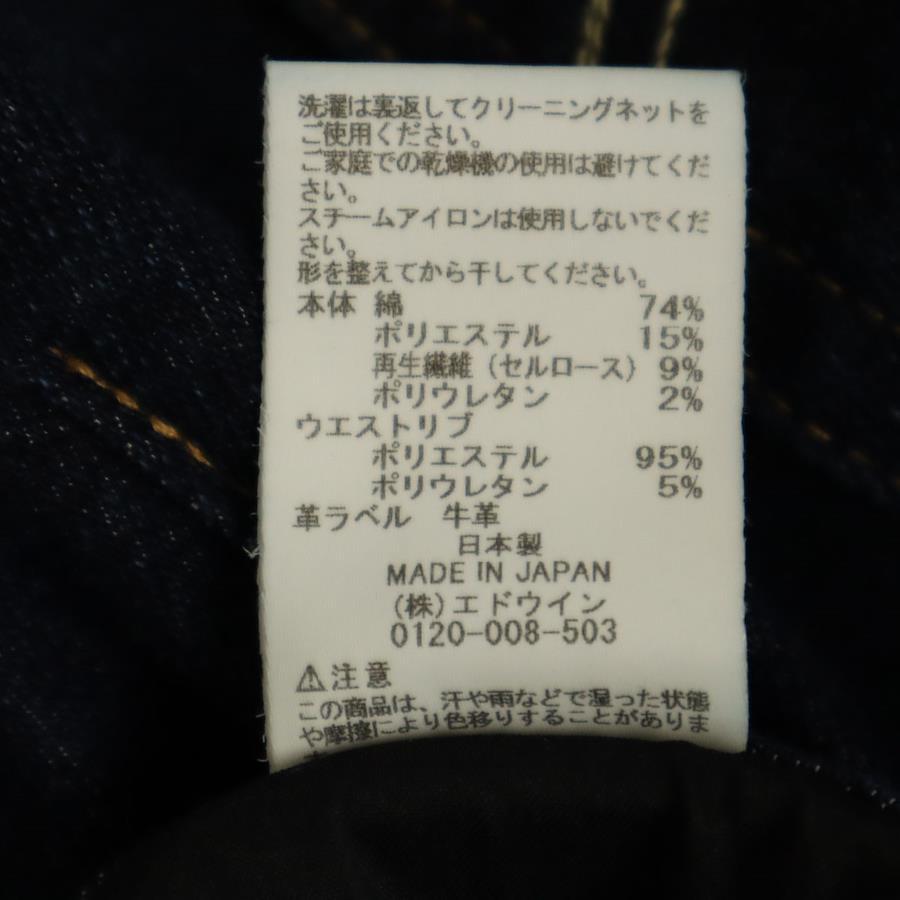 洗濯は裏返してクリーニングネットを
ご使用ください。
ご家庭での乾燥機の使用は避けてくだ
さい。
スチームアイロンは使用しないでくだ
さい。
形を整えてから干してください。
本体 綿 74%
ポリエステル 15%
再生繊維(セルロース) 9%
ポリウレタン 2%
ウエストリブ
ポリエステル 95%
ポリウレタン 5%
革ラベル 牛革
日本製
MADE IN JAPAN
(株)エドウイン
0120-008-503
⚠注意
この商品は、汗や雨などで湿った状態
や摩擦により色移りすることがありま